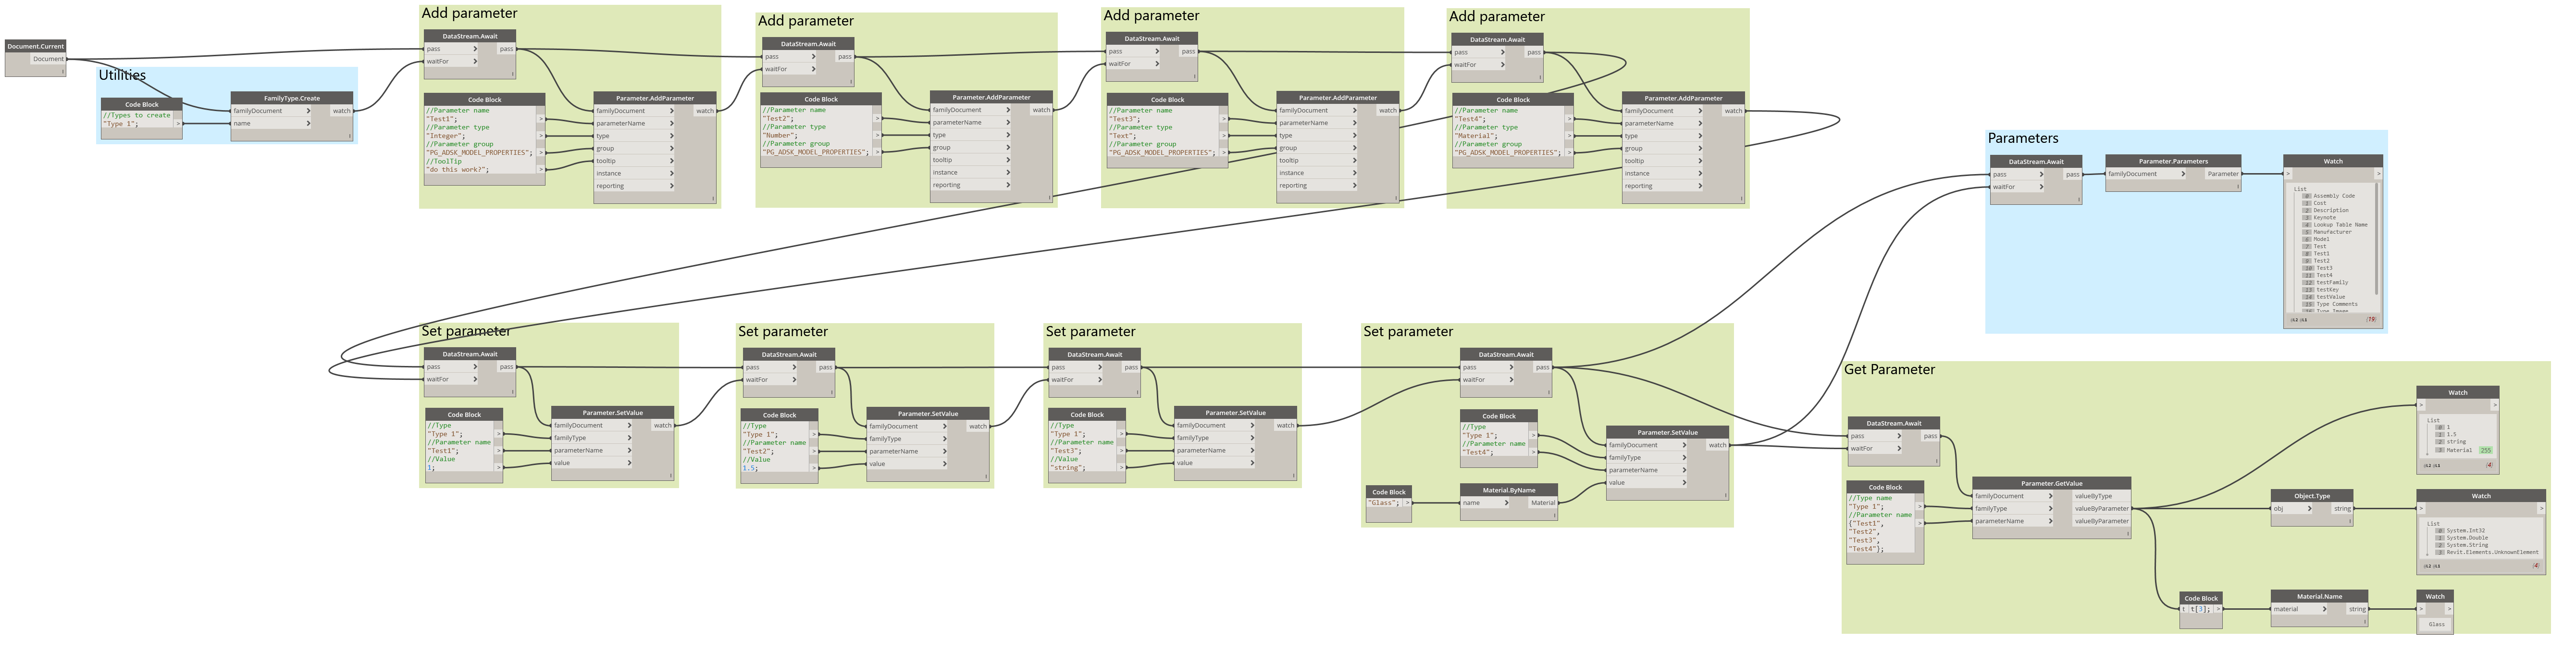 Document.Current
Document
Utilities
Code Block
//Types to create
"Type 1";
FamilyType.Create
familyDocument
name
watch
Add parameter
DataStream.Await
pass
waitFor
pass
Code Block
//Parameter name
"Test1";
//Parameter type
"Integer";
//Parameter group
"PG_ADSK_MODEL_PROPERTIES";
//ToolTip
"do this work?";
Parameter.AddParameter
familyDocument
parameterName
type
group
tooltip
instance
reporting
watch
Add parameter
DataStream.Await
pass
waitFor
pass
Code Block
//Parameter name
"Test2";
//Parameter type
"Number";
//Parameter group
"PG_ADSK_MODEL_PROPERTIES";
Parameter.AddParameter
familyDocument
parameterName
type
group
tooltip
instance
reporting
watch
Add parameter
DataStream.Await
pass
waitFor
pass
Code Block
//Parameter name
"Test3";
//Parameter type
"Text";
//Parameter group
"PG_ADSK_MODEL_PROPERTIES";
Parameter.AddParameter
familyDocument
parameterName
type
group
tooltip
instance
reporting
watch
Add parameter
DataStream.Await
pass
waitFor
pass
Code Block
//Parameter name
"Test4";
//Parameter type
"Material";
//Parameter group
"PG_ADSK_MODEL_PROPERTIES";
Parameter.AddParameter
familyDocument
parameterName
type
group
tooltip
instance
reporting
watch
Parameters
DataStream.Await
pass
waitFor
pass
Parameter.Parameters
familyDocument
Parameter
Watch
List
0 Assembly Code
1 Cost
2 Description
3 Keynote
4 Lookup Table Name
5 Manufacturer
6 Model
7 Test
8 Test1
9 Test2
10 Test3
11 Test4
12 testFamily
13 testKey
14 testValue
15 Type Comments
16 Type Image
{19}
Set parameter
DataStream.Await
pass
waitFor
pass
Code Block
//Type
"Type 1";
//Parameter name
"Test1";
//Value
1;
Parameter.SetValue
familyDocument
familyType
parameterName
value
watch
Set parameter
DataStream.Await
pass
waitFor
pass
Code Block
//Type
"Type 1";
//Parameter name
"Test2";
//Value
1.5;
Parameter.SetValue
familyDocument
familyType
parameterName
value
watch
Set parameter
DataStream.Await
pass
waitFor
pass
Code Block
//Type
"Type 1";
//Parameter name
"Test3";
//Value
"string";
Parameter.SetValue
familyDocument
familyType
parameterName
value
watch
Set parameter
DataStream.Await
pass
waitFor
pass
Code Block
//Type
"Type 1";
//Parameter name
"Test4";
Code Block
"Glass";
Material.ByName
name
Material
Parameter.SetValue
familyDocument
familyType
parameterName
value
watch
Get Parameter
DataStream.Await
pass
waitFor
pass
Code Block
//Type name
"Type 1";
//Parameter name
{"Test1",
"Test2",
"Test3",
"Test4"};
Parameter.GetValue
familyDocument
familyType
parameterName
valueByType
valueByParameter
valueByParameter
Watch
List
0 1
1 1.5
2 string
3 Material 255
{4}
Object.Type
obj
string
Watch
List
0 System.Int32
1 System.Double
2 System.String
3 Revit.Elements.UnknownElement
{4}
Code Block
t t[3];
Material.Name
material
string
Watch
Glass